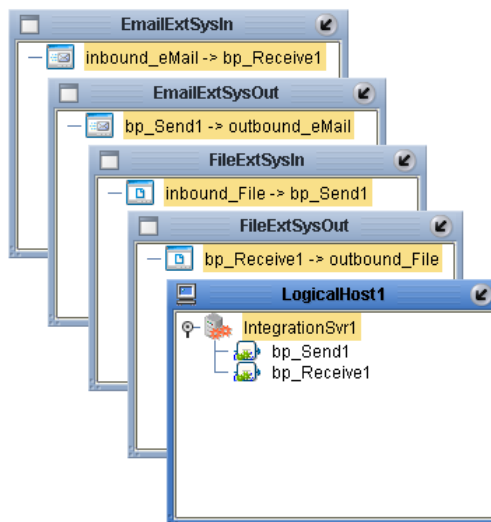 EmailExtSysIn
inbound_eMail -> bp_Receive1
EmailExtSysOut
bp_Send1 -> outbound_eMail
FileExtSysIn
inbound_File -> bp_Send1
FileExtSysOut
bp_Receive1 -> outbound_File
LogicalHost1
IntegrationSvr1
bp_Send1
bp_Receive1